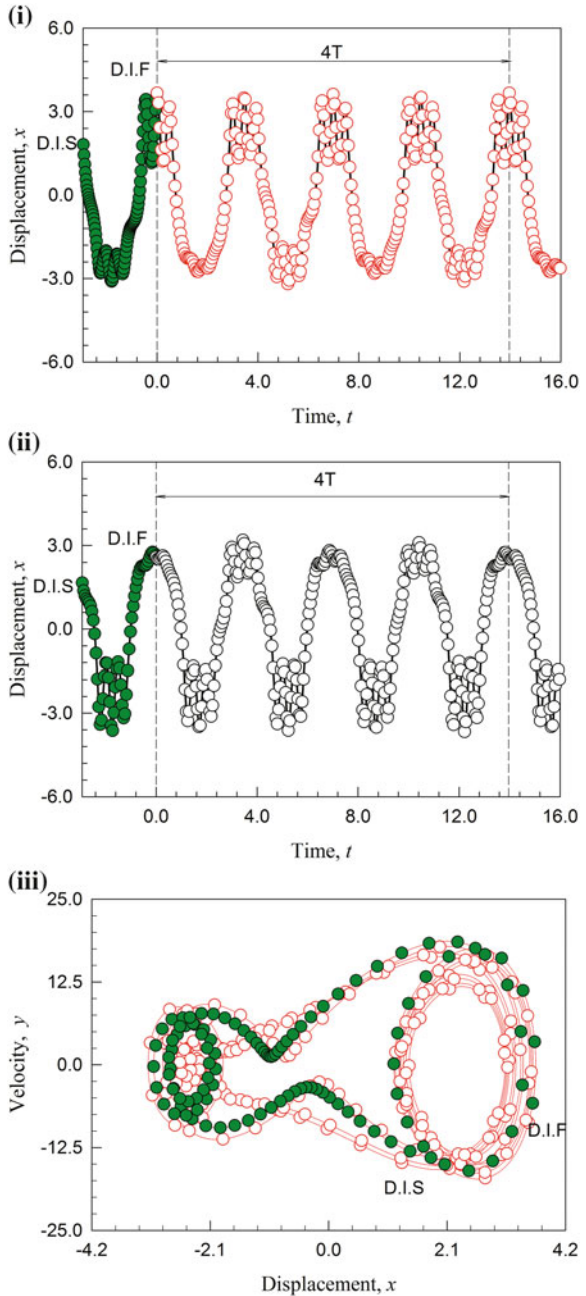 (i)
6.0
4T
D.I.F
3.0
D.I.S
Displacement, x
0.0
-3.0
-6.0
0.0 4.0 8.0 12.0 16.0
Time, t
(ii)
6.0
4T
D.I.F
3.0
D.I.S
Displacement, x
0.0
-3.0
-6.0
0.0 4.0 8.0 12.0 16.0
Time, t
(iii)
25.0
12.5
Velocity, y
0.0
D.I.F
-12.5
D.I.S
-25.0
-4.2 -2.1 0.0 2.1 4.2
Displacement, x